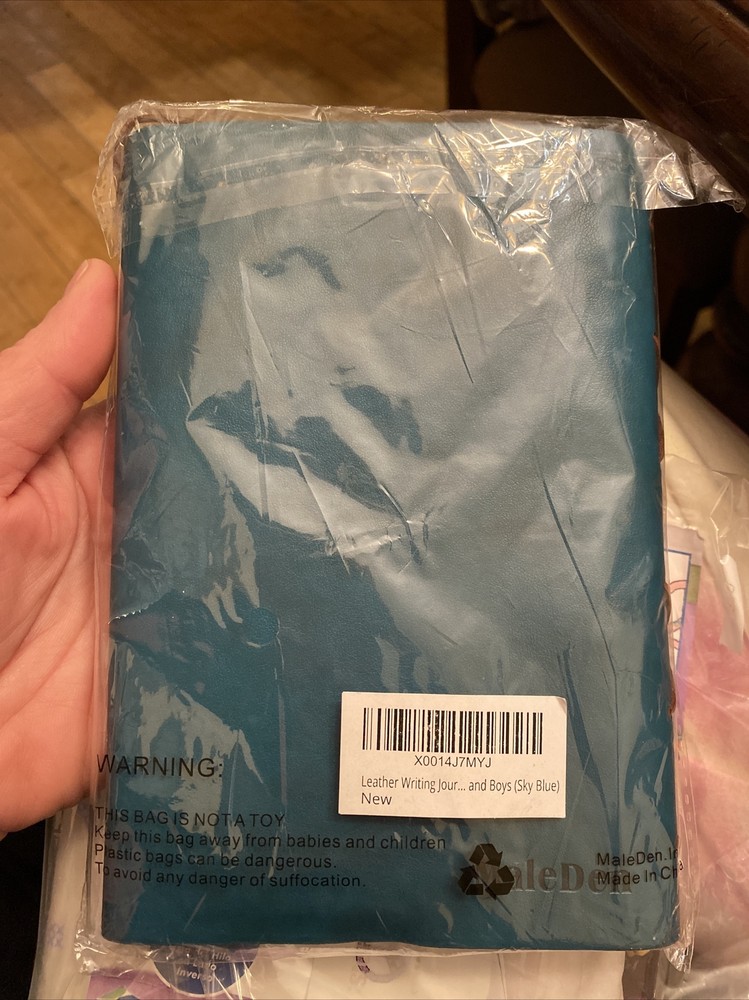 X0014J7MYJ
Leather Writing Jour... and Boys (Sky Blue)
New
WARNING:
THIS BAG IS NOT A TOY
Keep this bag away from babies and children
Plastic bags can be dangerous.
To avoid any danger of suffocation.
MaleDen
Made In